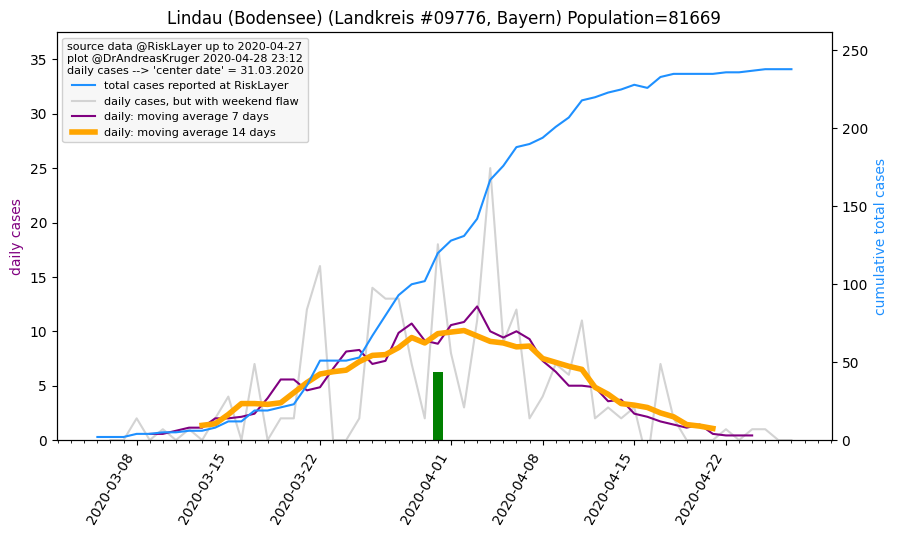 Lindau (Bodensee) (Landkreis #09776, Bayern) Population=81669
source data @RiskLayer up to 2020-04-27
plot @DrAndreasKruger 2020-04-28 23:12
daily cases --> 'center date' = 31.03.2020
total cases reported at RiskLayer
daily cases, but with weekend flaw
daily: moving average 7 days
daily: moving average 14 days
daily cases
35
30
25
20
15
10
5
0
cumulative total cases
250
200
150
100
50
0
2020-03-08
2020-03-15
2020-03-22
2020-04-01
2020-04-08
2020-04-15
2020-04-22